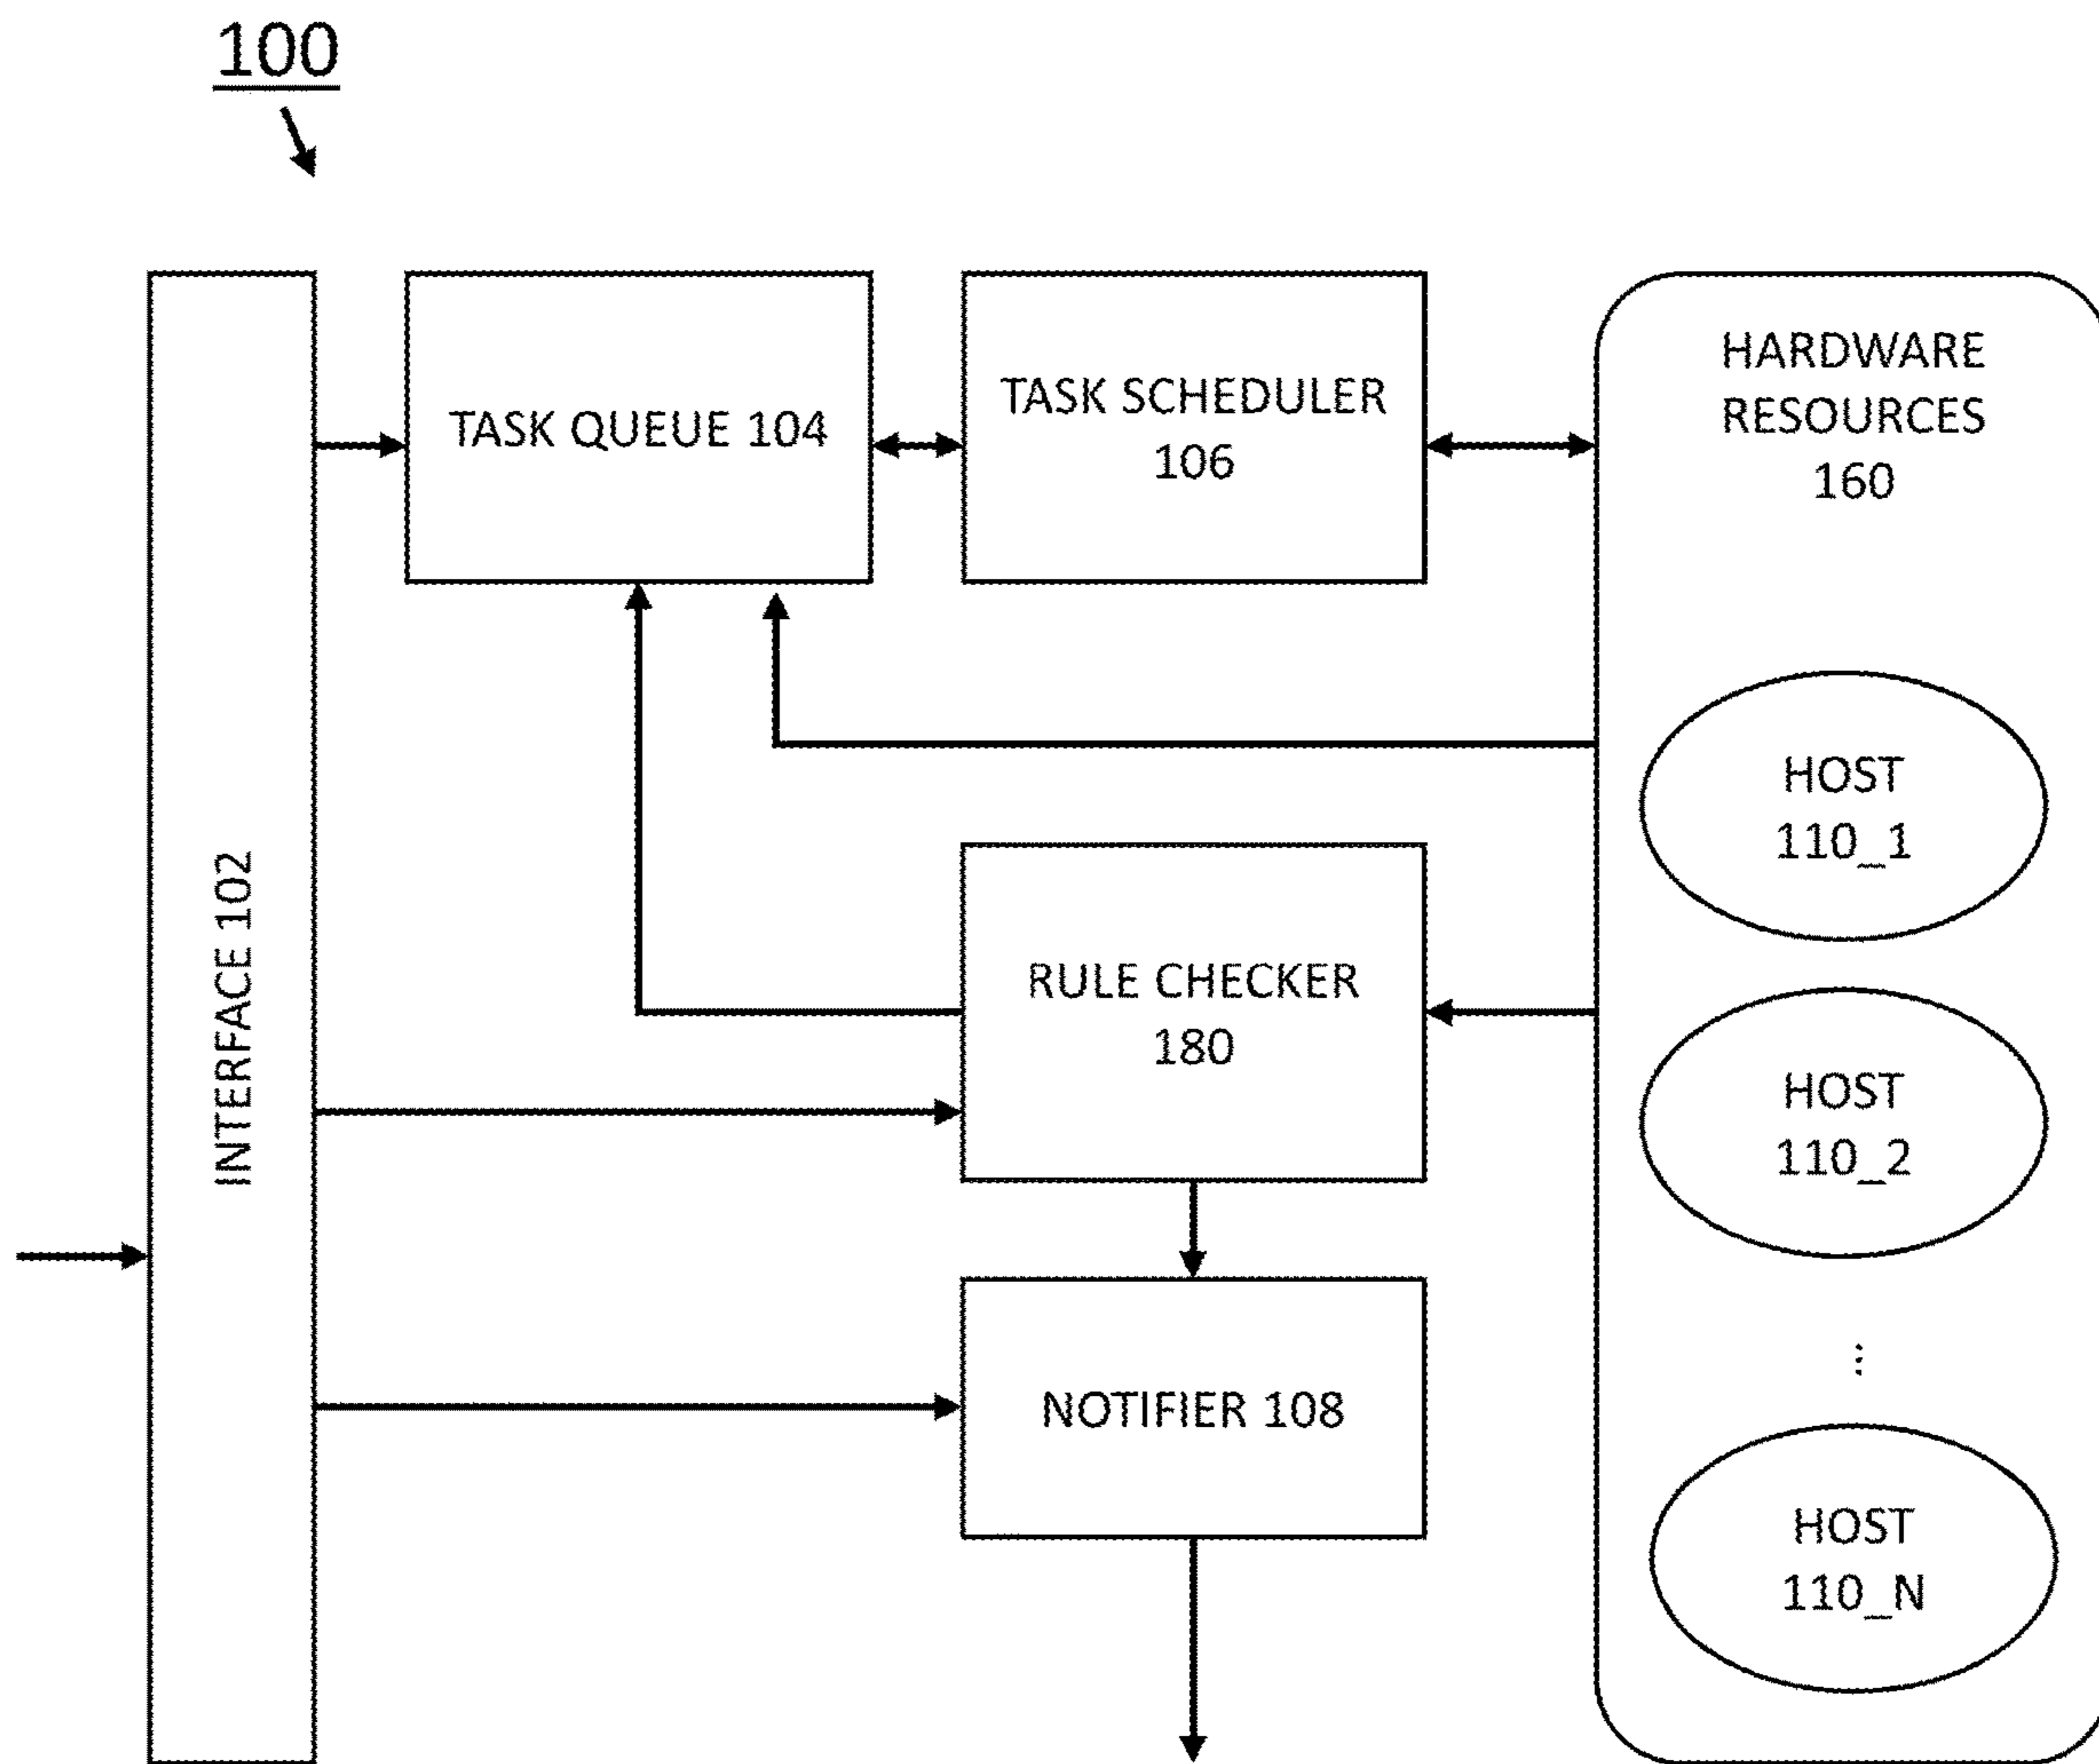 100
INTERFACE 102
TASK QUEUE 104
TASK SCHEDULER
106
HARDWARE
RESOURCES
160
HOST
110_1
RULE CHECKER
180
HOST
110_2
...
NOTIFIER 108
HOST
110_N